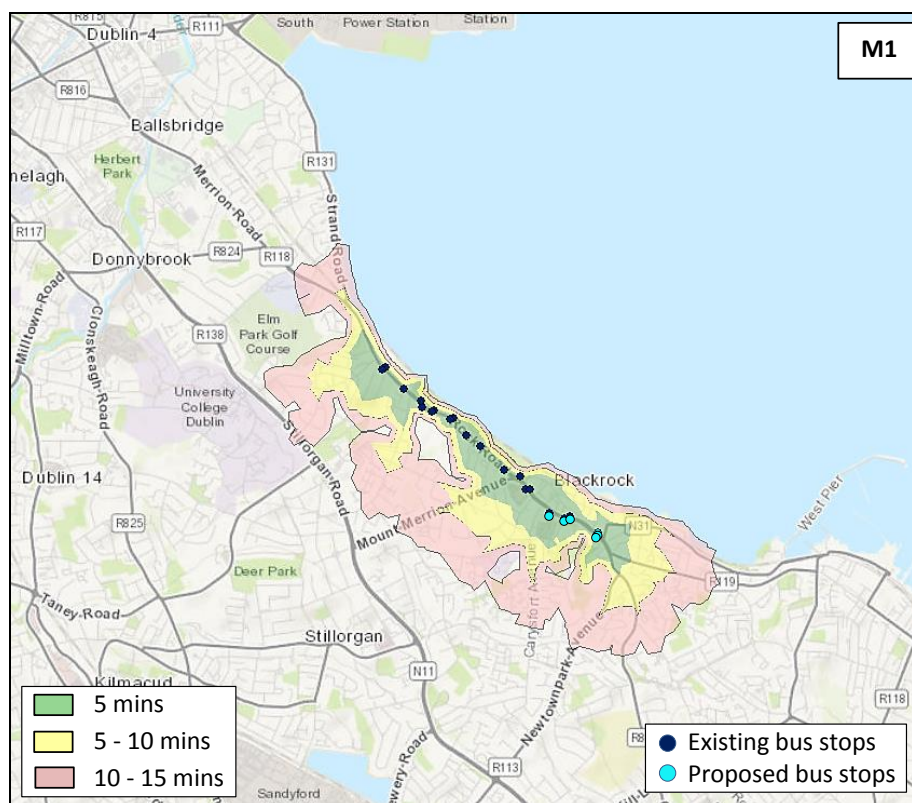 R815
R111
South
Power Station
Station
Dublin 4
M1
R816
Ballsbridge
Herbert
Park
nelagh
R131
Merrion-Road
Strand Road
R117
R824
R118
Donnybrook
Milltown-Road
Clonskeagh-Road
R138
Elm
Park Golf
Course
University
College
Dublin
Stillorgan-Road
Rock Road
Dublin 14
Blackrock
West Pier
Mount-Merrion-Avenue
R825
N31
Carysfort Avenue
Deer Park
R119
Taney-Road
Stillorgan
Newtownpark-Avenue
Kilmacud
N11
R118
5 mins
5 - 10 mins
10 - 15 mins
Existing bus stops
Proposed bus stops
R113
Sandyford